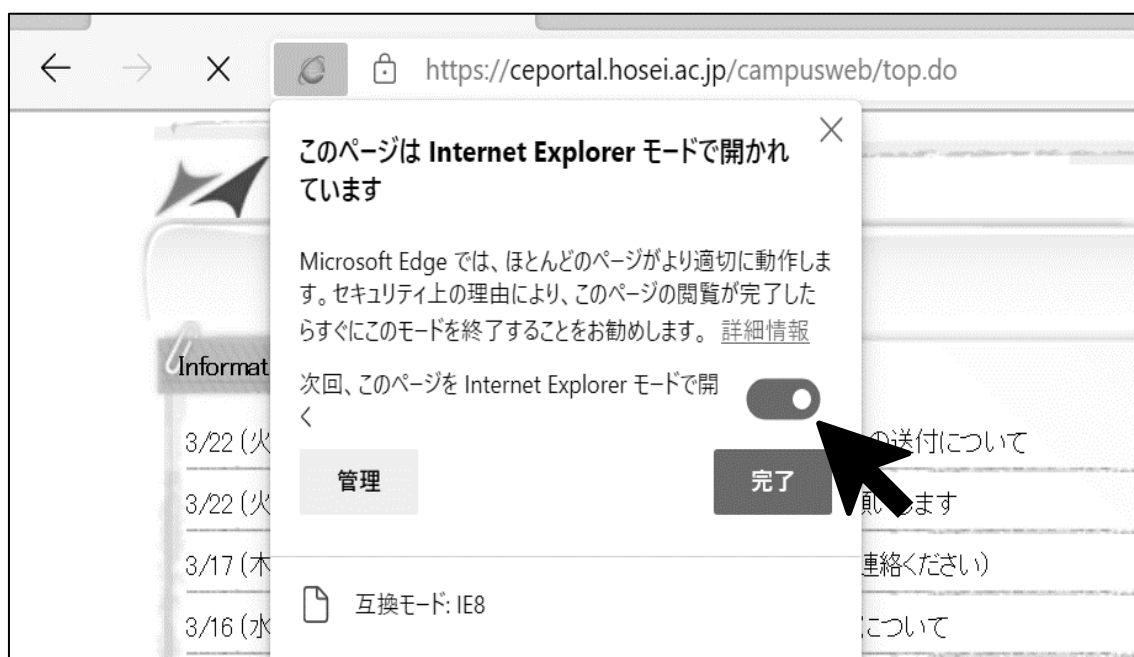 https://ceportal.hosei.ac.jp/campusweb/top.do
このページは Internet Explorer モードで開かれ
ています
Microsoft Edge では、ほとんどのページがより適切に動作しま
す。セキュリティ上の理由により、このページの閲覧が完了した
らすぐにこのモードを終了することをお勧めします。 詳細情報
次回、このページを Internet Explorer モードで開
く
管理
完了
互換モード: IE8
Informat
3/22 (火
の送付について
3/22 (火
します
3/17 (木
連絡ください)
3/16 (水
について